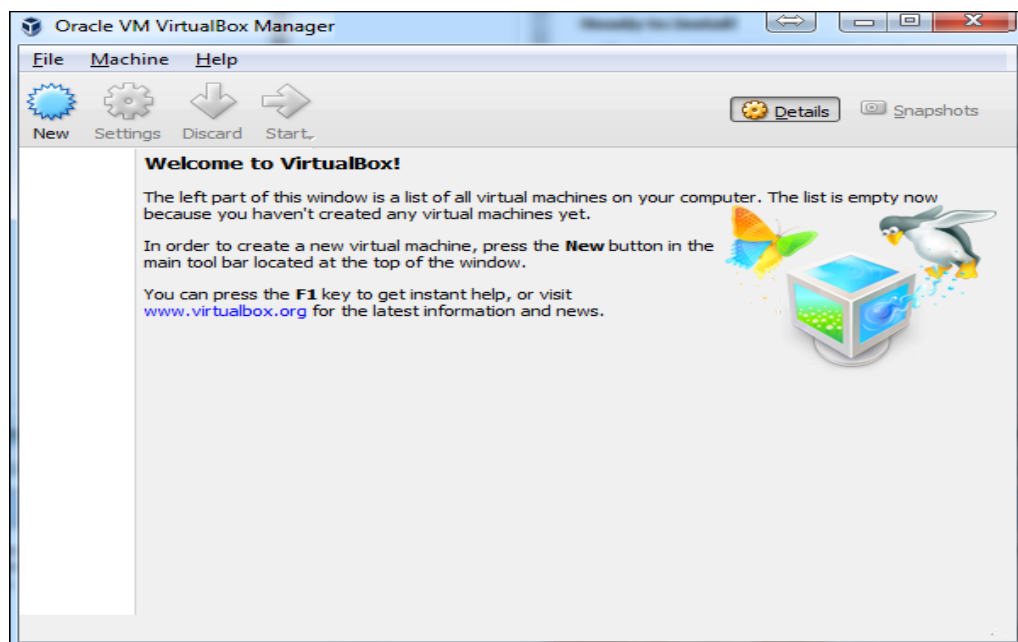 Oracle VM VirtualBox Manager
File Machine Help
New Settings Discard Start
Details Snapshots
Welcome to VirtualBox!
The left part of this window is a list of all virtual machines on your computer. The list is empty now
because you haven't created any virtual machines yet.
In order to create a new virtual machine, press the New button in the
main tool bar located at the top of the window.
You can press the F1 key to get instant help, or visit
www.virtualbox.org for the latest information and news.